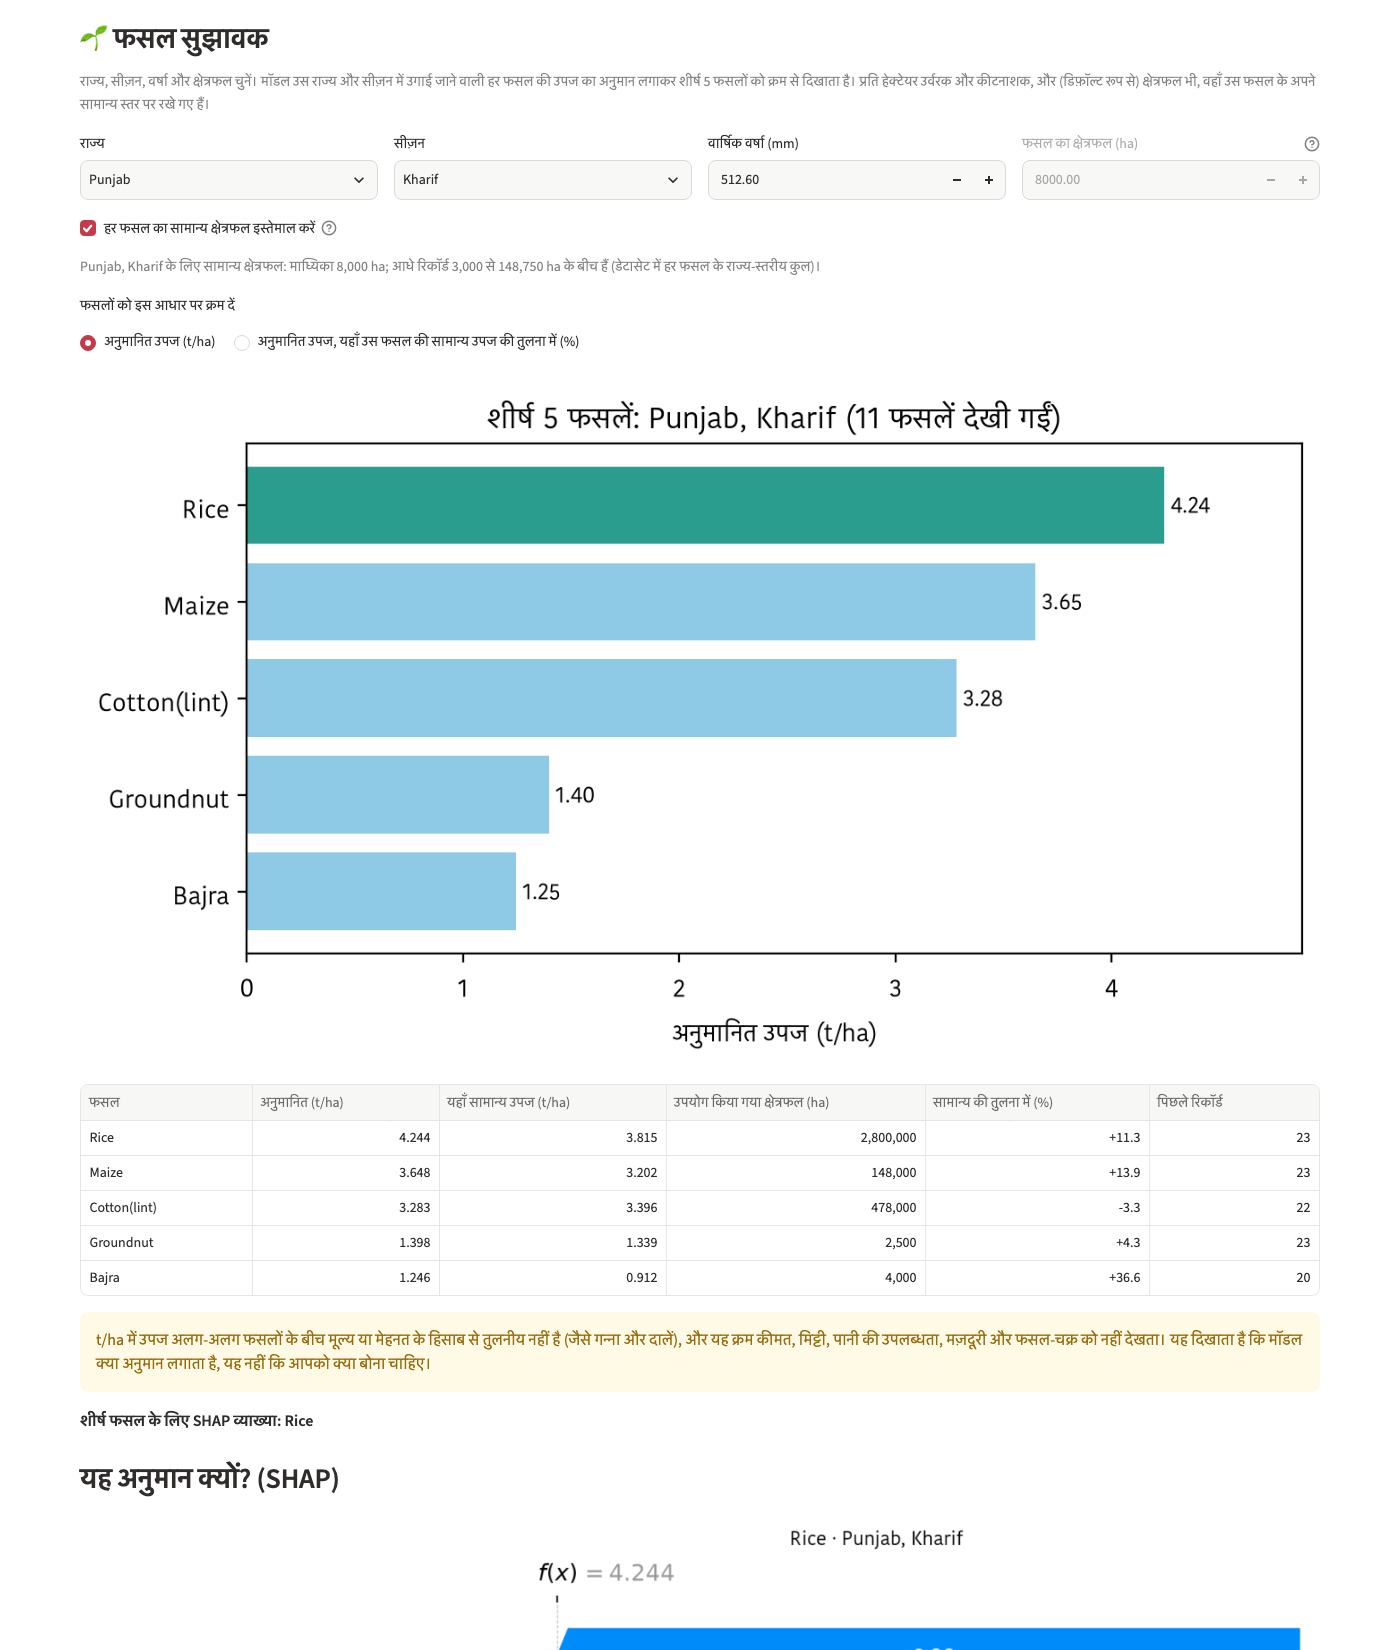 फसल सुझावक
राज्य, सीज़न, वर्षा और क्षेत्रफल चुनें। मॉडल उस राज्य और सीज़न में उगाई जाने वाली हर फसल की उपज का अनुमान लगाकर शीर्ष 5 फसलों को क्रम से दिखाता है। प्रति हेक्टेयर उर्वरक और कीटनाशक, और (डिफ़ॉल्ट रूप से) क्षेत्रफल भी, वहाँ उस फसल के अपने
सामान्य स्तर पर रखे गए हैं।
राज्य सीज़न वार्षिक वर्षा (mm) फसल का क्षेत्रफल (ha)
Punjab Kharif 512.60 8000.00
हर फसल का सामान्य क्षेत्रफल इस्तेमाल करें
Punjab, Kharif के लिए सामान्य क्षेत्रफल: माध्यिका 8,000 ha; आधे रिकॉर्ड 3,000 से 148,750 ha के बीच हैं (डेटासेट में हर फसल के राज्य-स्तरीय कुल)।
फसलों को इस आधार पर क्रम दें
अनुमानित उपज (t/ha) अनुमानित उपज, यहाँ उस फसल की सामान्य उपज की तुलना में (%)
शीर्ष 5 फसलें: Punjab, Kharif (11 फसलें देखी गईं)
Rice 4.24
Maize 3.65
Cotton(lint) 3.28
Groundnut 1.40
Bajra 1.25
0 1 2 3 4
अनुमानित उपज (t/ha)
फसल अनुमानित (t/ha) यहाँ सामान्य उपज (t/ha) उपयोग किया गया क्षेत्रफल (ha) सामान्य की तुलना में (%) पिछले रिकॉर्ड
Rice 4.244 3.815 2,800,000 +11.3 23
Maize 3.648 3.202 148,000 +13.9 23
Cotton(lint) 3.283 3.396 478,000 -3.3 22
Groundnut 1.398 1.339 2,500 +4.3 23
Bajra 1.246 0.912 4,000 +36.6 20
t/ha में उपज अलग-अलग फसलों के बीच मूल्य या मेहनत के हिसाब से तुलनीय नहीं है (जैसे गन्ना और दालें), और यह क्रम कीमत, मिट्टी, पानी की उपलब्धता, मज़दूरी और फसल-चक्र को नहीं देखता। यह दिखाता है कि मॉडल
क्या अनुमान लगाता है, यह नहीं कि आपको क्या बोना चाहिए।
शीर्ष फसल के लिए SHAP व्याख्या: Rice
यह अनुमान क्यों? (SHAP)
Rice · Punjab, Kharif
f(x) = 4.244